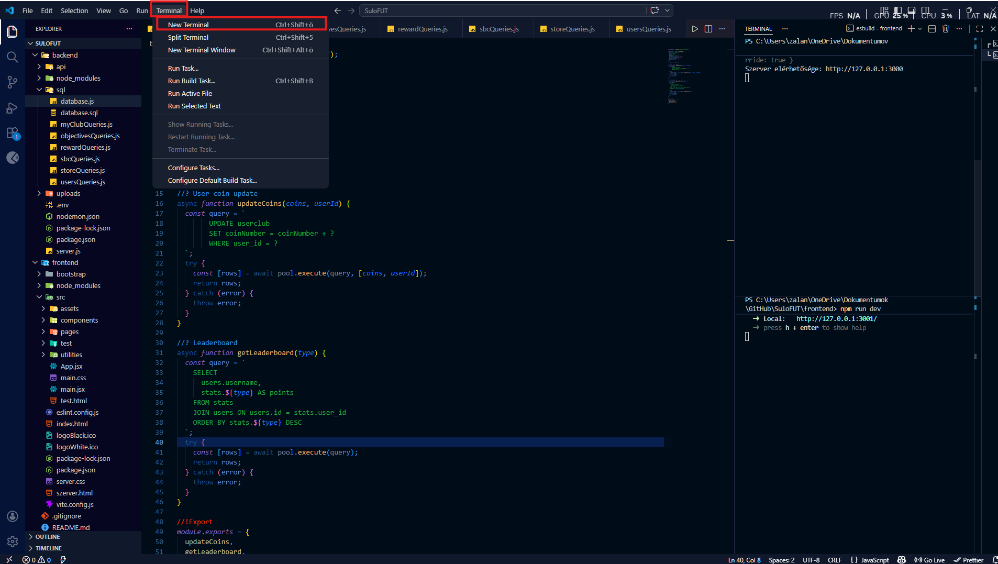 File Edit Selection View Go Run Terminal Help
SuloFUT
FPS N/A GPU 25 % CPU 3 % LAT N/A
EXPLORER
SULOFUT
backend
api
node_modules
sql
database.js
database.sql
myClubQueries.js
objectivesQueries.js
rewardQueries.js
sbcQueries.js
storeQueries.js
usersQueries.js
uploads
.env
nodemon.json
package-lock.json
package.json
server.js
frontend
bootstrap
node_modules
src
assets
components
pages
test
utilities
App.jsx
main.css
main.jsx
test.html
eslint.config.js
index.html
logoBlack.ico
logoWhite.ico
package-lock.json
package.json
server.css
szerver.html
vite.config.js
.gitignore
README.md
OUTLINE
TIMELINE
New Terminal Ctrl+Shift+ö
Split Terminal Ctrl+Shift+5
New Terminal Window Ctrl+Shift+Alt+ö
Run Task...
Run Build Task... Ctrl+Shift+B
Run Active File
Run Selected Text
Show Running Tasks...
Restart Running Task...
Terminate Task...
Configure Tasks...
Configure Default Build Task...
rewardQueries.js sbcQueries.js storeQueries.js usersQueries.js
15 //? User coin update
16 async function updateCoins(coins, userId) {
17 const query = `
18 UPDATE userclub
19 SET coinNumber = coinNumber + ?
20 WHERE user_id = ?
21 `;
22 try {
23 const [rows] = await pool.execute(query, [coins, userId]);
24 return rows;
25 } catch (error) {
26 throw error;
27 }
28 }
29
30 //? Leaderboard
31 async function getLeaderboard(type) {
32 const query = `
33 SELECT
34 users.username,
35 stats.${type} AS points
36 FROM stats
37 JOIN users ON users.id = stats.user_id
38 ORDER BY stats.${type} DESC
39 `;
40 try {
41 const [rows] = await pool.execute(query);
42 return rows;
43 } catch (error) {
44 throw error;
45 }
46 }
47
48 //!Export
49 module.exports = {
50 updateCoins,
51 getLeaderboard,
TERMINAL
esbuild - frontend
PS C:\Users\zalan\OneDrive\Dokumentumov
rride: true }
Szerver elérhetősége: http://127.0.0.1:3000
PS C:\Users\zalan\OneDrive\Dokumentumok
\GitHub\SuloFUT\frontend> npm run dev
➜ Local: http://127.0.0.1:3001/
➜ press h + enter to show help
0 0
Ln 40, Col 8 Spaces: 2 UTF-8 CRLF {} JavaScript Go Live Prettier